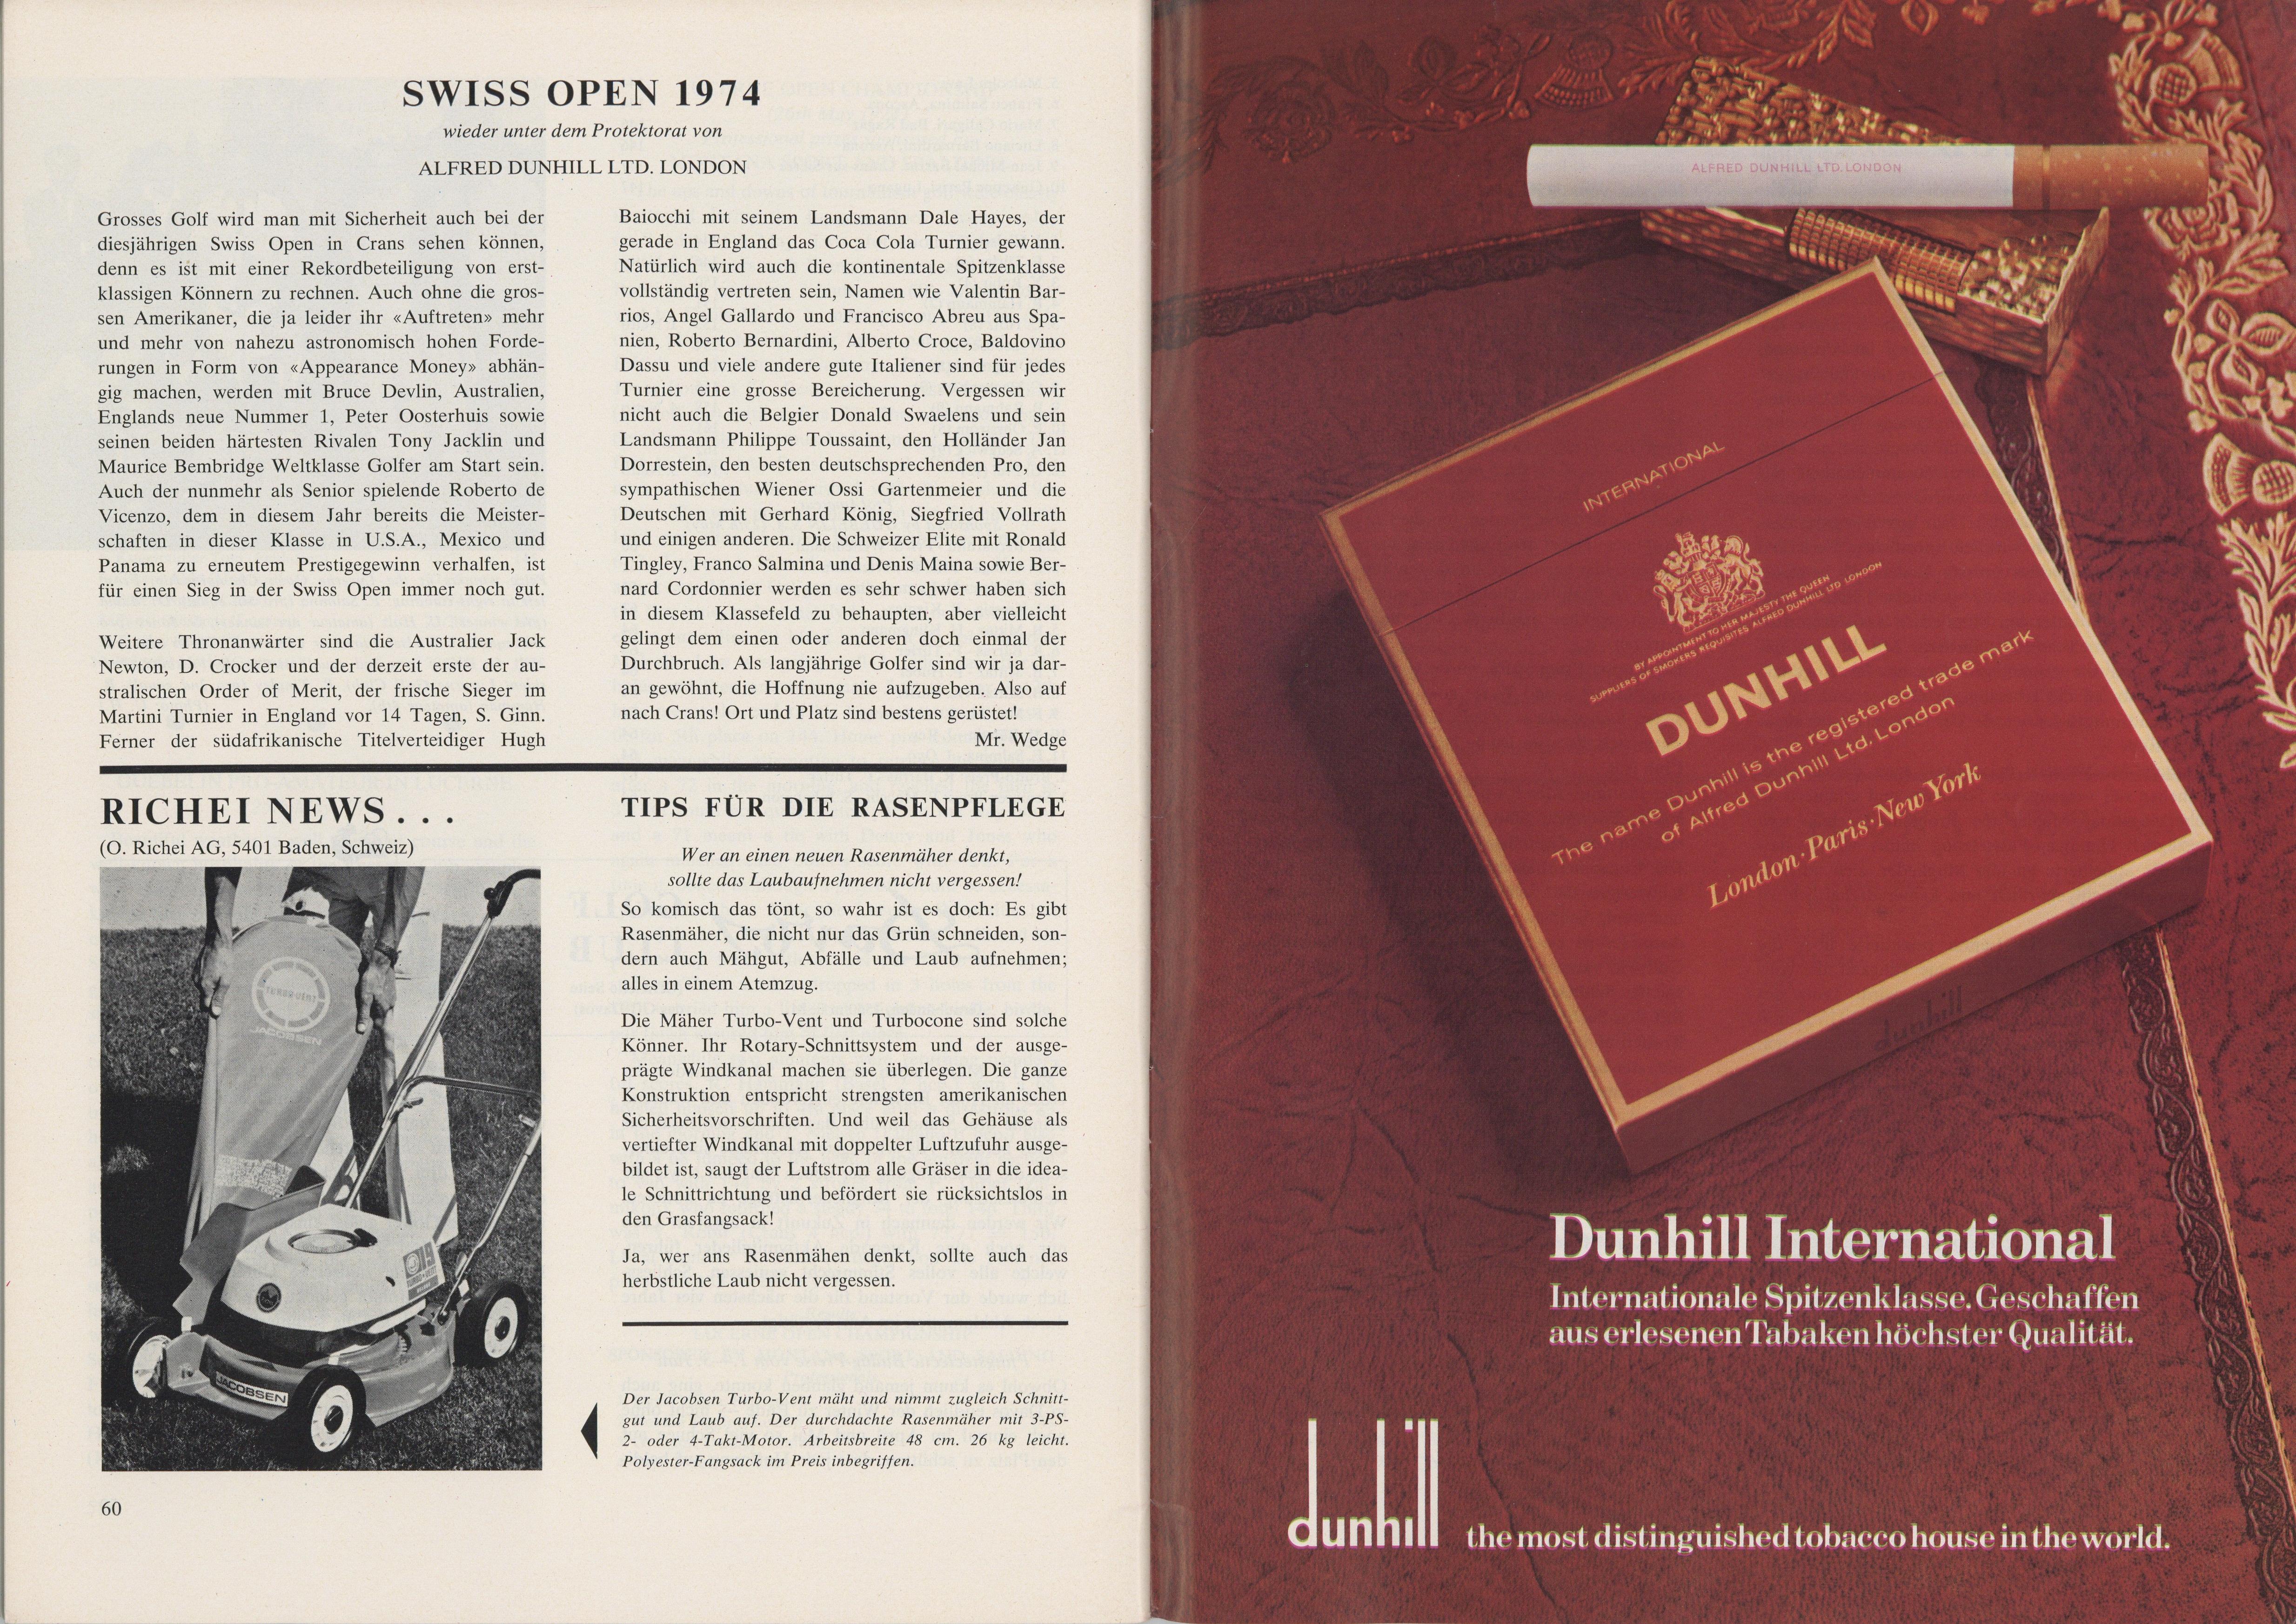 SWISS OPEN 1974
wieder unter dem Protektorat von
ALFRED DUNHILL LTD. LONDON
Grosses Golf wird man mit Sicherheit auch bei der
diesjährigen Swiss Open in Crans sehen können,
denn es ist mit einer Rekordbeteiligung von erst-
klassigen Könnern zu rechnen. Auch ohne die gros-
sen Amerikaner, die ja leider ihr «Auftreten» mehr
und mehr von nahezu astronomisch hohen Forde-
rungen in Form von «Appearance Money» abhän-
gig machen, werden mit Bruce Devlin, Australien,
Englands neue Nummer 1, Peter Oosterhuis sowie
seinen beiden härtesten Rivalen Tony Jacklin und
Maurice Bembridge Weltklasse Golfer am Start sein.
Auch der nunmehr als Senior spielende Roberto de
Vicenzo, dem in diesem Jahr bereits die Meister-
schaften in dieser Klasse in U.S.A., Mexico und
Panama zu erneutem Prestigegewinn verhalfen, ist
für einen Sieg in der Swiss Open immer noch gut.
Weitere Thronanwärter sind die Australier Jack
Newton, D. Crocker und der derzeit erste der au-
stralischen Order of Merit, der frische Sieger im
Martini Turnier in England vor 14 Tagen, S. Ginn.
Ferner der südafrikanische Titelverteidiger Hugh
Baiocchi mit seinem Landsmann Dale Hayes, der
gerade in England das Coca Cola Turnier gewann.
Natürlich wird auch die kontinentale Spitzenklasse
vollständig vertreten sein, Namen wie Valentin Bar-
rios, Angel Gallardo und Francisco Abreu aus Spa-
nien, Roberto Bernardini, Alberto Croce, Baldovino
Dassu und viele andere gute Italiener sind für jedes
Turnier eine grosse Bereicherung. Vergessen wir
nicht auch die Belgier Donald Swaelens und sein
Landsmann Philippe Toussaint, den Holländer Jan
Dorrestein, den besten deutschsprechenden Pro, den
sympathischen Wiener Ossi Gartenmeier und die
Deutschen mit Gerhard König, Siegfried Vollrath
und einigen anderen. Die Schweizer Elite mit Ronald
Tingley, Franco Salmina und Denis Maina sowie Ber-
nard Cordonnier werden es sehr schwer haben sich
in diesem Klassefeld zu behaupten, aber vielleicht
gelingt dem einen oder anderen doch einmal der
Durchbruch. Als langjährige Golfer sind wir ja dar-
an gewöhnt, die Hoffnung nie aufzugeben. Also auf
nach Crans! Ort und Platz sind bestens gerüstet!
Mr. Wedge
RICHEI NEWS . . .
(O. Richei AG, 5401 Baden, Schweiz)
TURBO-VENT
JACOBSEN
19
TURBO-VENT
JACOBSEN
TIPS FÜR DIE RASENPFLEGE
Wer an einen neuen Rasenmäher denkt,
sollte das Laubaufnehmen nicht vergessen!
So komisch das tönt, so wahr ist es doch: Es gibt
Rasenmäher, die nicht nur das Grün schneiden, son-
dern auch Mähgut, Abfälle und Laub aufnehmen;
alles in einem Atemzug.
Die Mäher Turbo-Vent und Turbocone sind solche
Könner. Ihr Rotary-Schnittsystem und der ausge-
prägte Windkanal machen sie überlegen. Die ganze
Konstruktion entspricht strengsten amerikanischen
Sicherheitsvorschriften. Und weil das Gehäuse als
vertiefter Windkanal mit doppelter Luftzufuhr ausge-
bildet ist, saugt der Luftstrom alle Gräser in die idea-
le Schnittrichtung und befördert sie rücksichtslos in
den Grasfangsack!
Ja, wer ans Rasenmähen denkt, sollte auch das
herbstliche Laub nicht vergessen.
Der Jacobsen Turbo-Vent mäht und nimmt zugleich Schnitt-
gut und Laub auf. Der durchdachte Rasenmäher mit 3-PS-
2- oder 4-Takt-Motor. Arbeitsbreite 48 cm. 26 kg leicht.
Polyester-Fangsack im Preis inbegriffen.
60
ALFRED DUNHILL LTD. LONDON
INTERNATIONAL
BY APPOINTMENT TO HER MAJESTY THE QUEEN
SUPPLIERS OF SMOKERS REQUISITES ALFRED DUNHILL LTD LONDON
DUNHILL
The name Dunhill is the registered trade mark
of Alfred Dunhill Ltd. London
London·Paris·New York
dunhill
Dunhill International
Internationale Spitzenklasse. Geschaffen
aus erlesenen Tabaken höchster Qualität.
dunhill
the most distinguished tobacco house in the world.